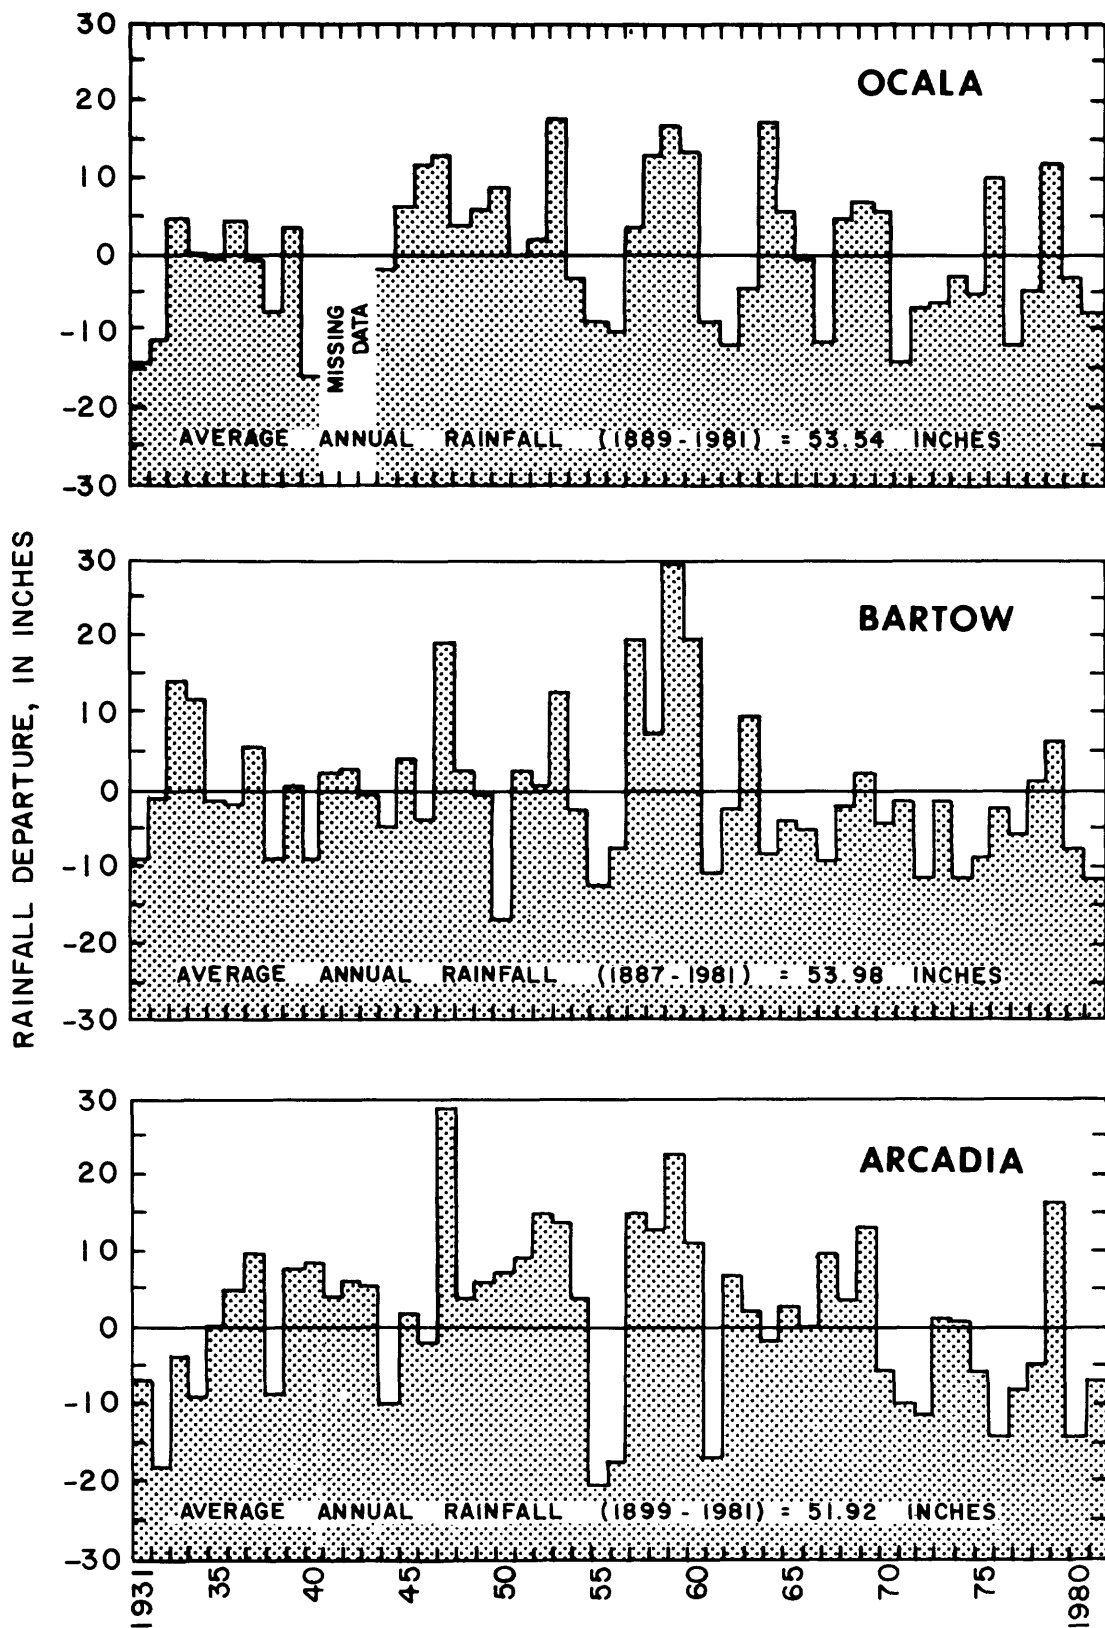 RAINFALL DEPARTURE, IN INCHES
30
20
10
0
-10
-20
-30
OCALA
MISSING
DATA
AVERAGE ANNUAL RAINFALL (1889-1981) = 53.54 INCHES
30
20
10
0
-10
-20
-30
BARTOW
AVERAGE ANNUAL RAINFALL (1887-1981) = 53.98 INCHES
30
20
10
0
-10
-20
-30
ARCADIA
AVERAGE ANNUAL RAINFALL (1899-1981) = 51.92 INCHES
1931 35 40 45 50 55 60 65 70 75 1980